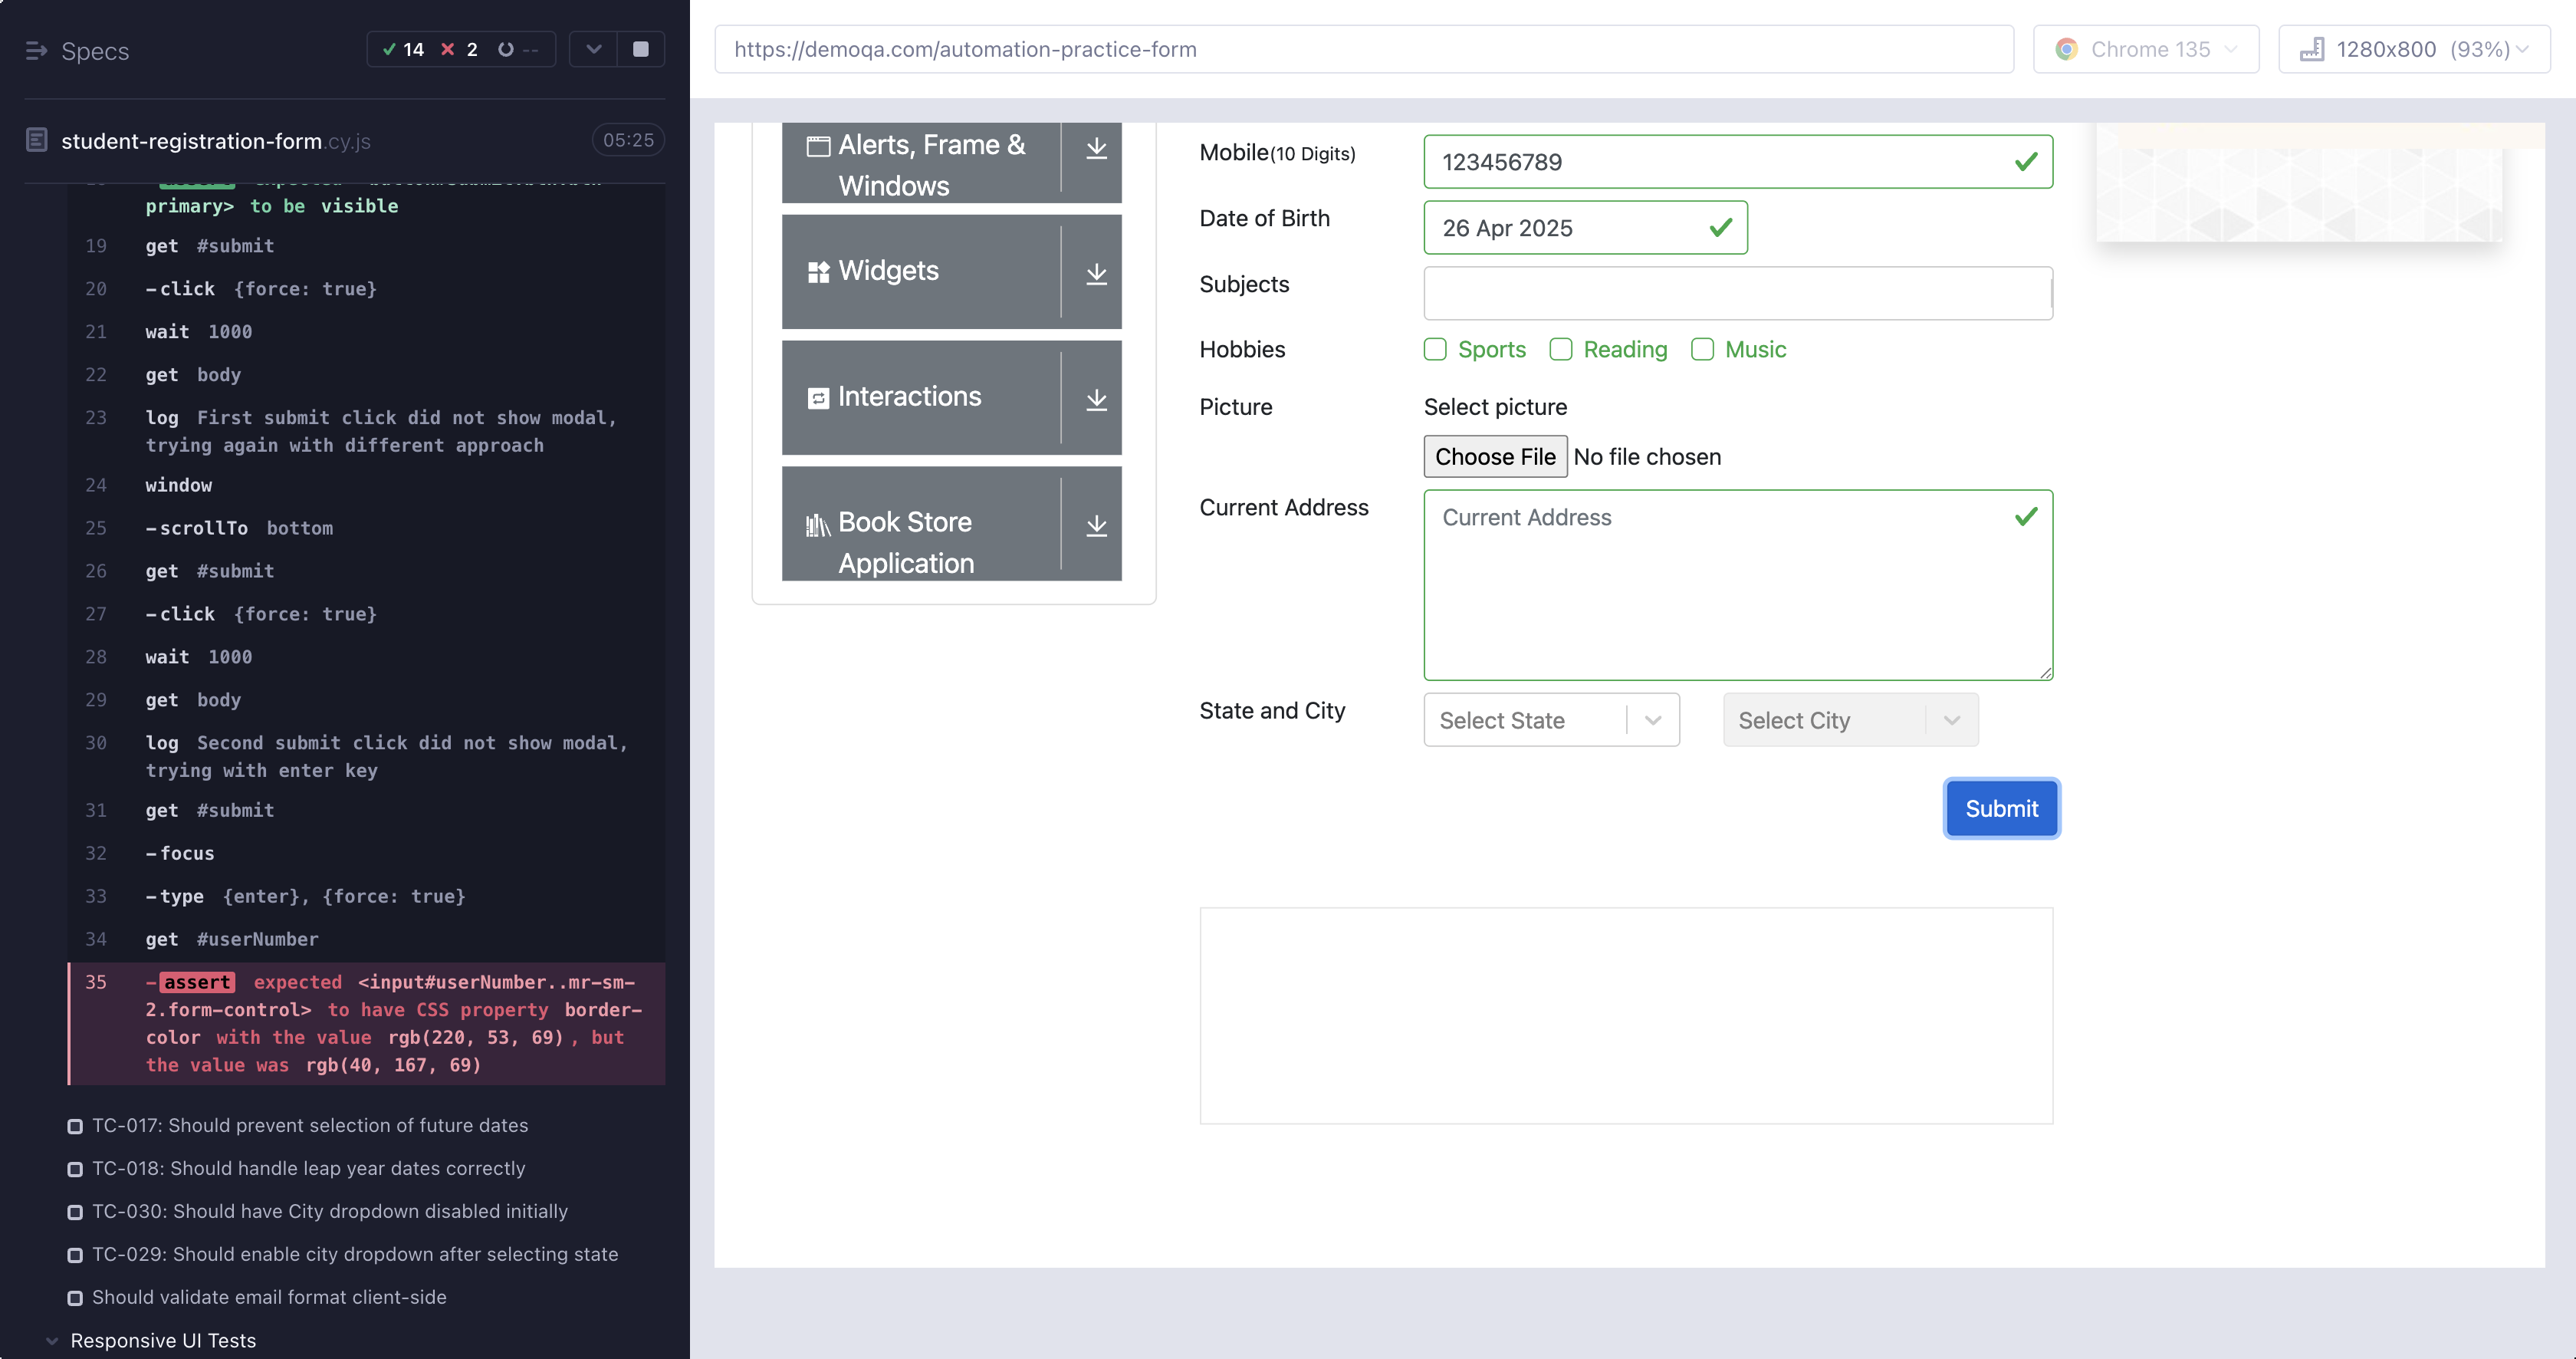 Specs
14 2 --
student-registration-form.cy.js 05:25
primary> to be visible
19 get #submit
20 -click {force: true}
21 wait 1000
22 get body
23 log First submit click did not show modal,
trying again with different approach
24 window
25 -scrollTo bottom
26 get #submit
27 -click {force: true}
28 wait 1000
29 get body
30 log Second submit click did not show modal,
trying with enter key
31 get #submit
32 -focus
33 -type {enter}, {force: true}
34 get #userNumber
35 -assert expected <input#userNumber..mr-sm-
2.form-control> to have CSS property border-
color with the value rgb(220, 53, 69), but
the value was rgb(40, 167, 69)
TC-017: Should prevent selection of future dates
TC-018: Should handle leap year dates correctly
TC-030: Should have City dropdown disabled initially
TC-029: Should enable city dropdown after selecting state
Should validate email format client-side
Responsive UI Tests
https://demoqa.com/automation-practice-form
Chrome 135
1280x800 (93%)
Alerts, Frame &
Windows
Widgets
Interactions
Book Store
Application
Mobile(10 Digits)
123456789
Date of Birth
26 Apr 2025
Subjects
Hobbies
Sports Reading Music
Picture
Select picture
Choose File No file chosen
Current Address
Current Address
State and City
Select State
Select City
Submit